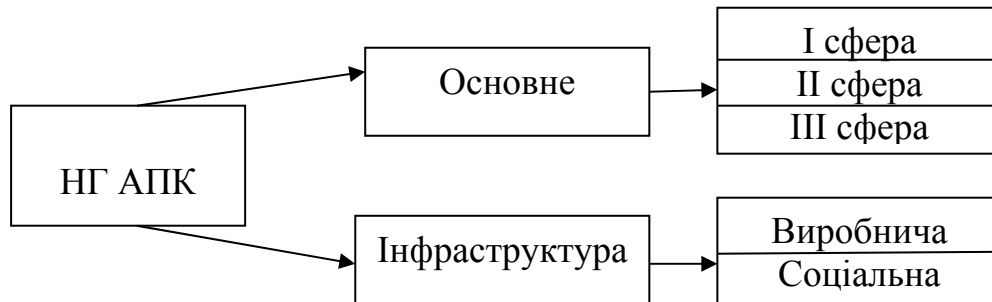 НГ АПК
Основне
І сфера
ІІ сфера
ІІІ сфера
Інфраструктура
Виробнича
Соціальна